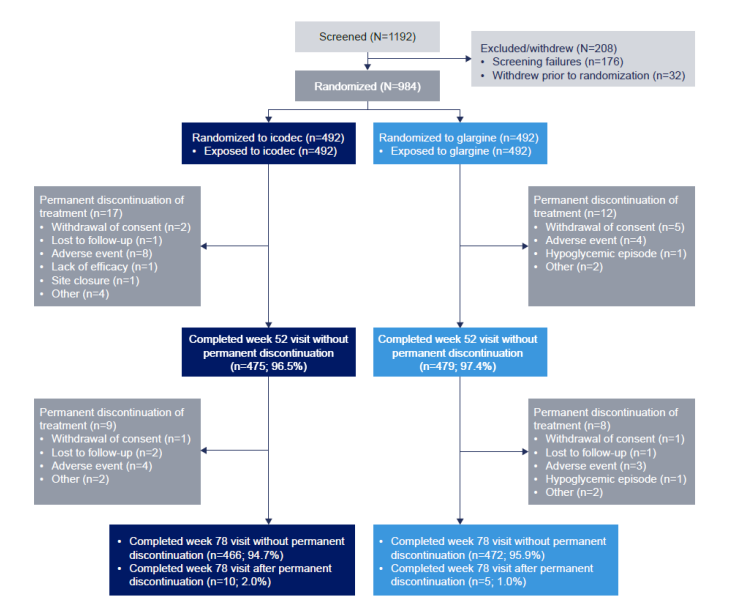 Screened (N=1192)
Excluded/withdrew (N=208)
• Screening failures (n=176)
• Withdrew prior to randomization (n=32)
Randomized (N=984)
Randomized to icodec (n=492)
• Exposed to icodec (n=492)
Randomized to glargine (n=492)
• Exposed to glargine (n=492)
Permanent discontinuation of
treatment (n=17)
• Withdrawal of consent (n=2)
• Lost to follow-up (n=1)
• Adverse event (n=8)
• Lack of efficacy (n=1)
• Site closure (n=1)
• Other (n=4)
Permanent discontinuation of
treatment (n=12)
• Withdrawal of consent (n=5)
• Adverse event (n=4)
• Hypoglycemic episode (n=1)
• Other (n=2)
Completed week 52 visit without
permanent discontinuation
(n=475; 96.5%)
Completed week 52 visit without
permanent discontinuation
(n=479; 97.4%)
Permanent discontinuation of
treatment (n=9)
• Withdrawal of consent (n=1)
• Lost to follow-up (n=2)
• Adverse event (n=4)
• Other (n=2)
Permanent discontinuation of
treatment (n=8)
• Withdrawal of consent (n=1)
• Lost to follow-up (n=1)
• Adverse event (n=3)
• Hypoglycemic episode (n=1)
• Other (n=2)
• Completed week 78 visit without permanent
discontinuation (n=466; 94.7%)
• Completed week 78 visit after permanent
discontinuation (n=10; 2.0%)
• Completed week 78 visit without permanent
discontinuation (n=472; 95.9%)
• Completed week 78 visit after permanent
discontinuation (n=5; 1.0%)